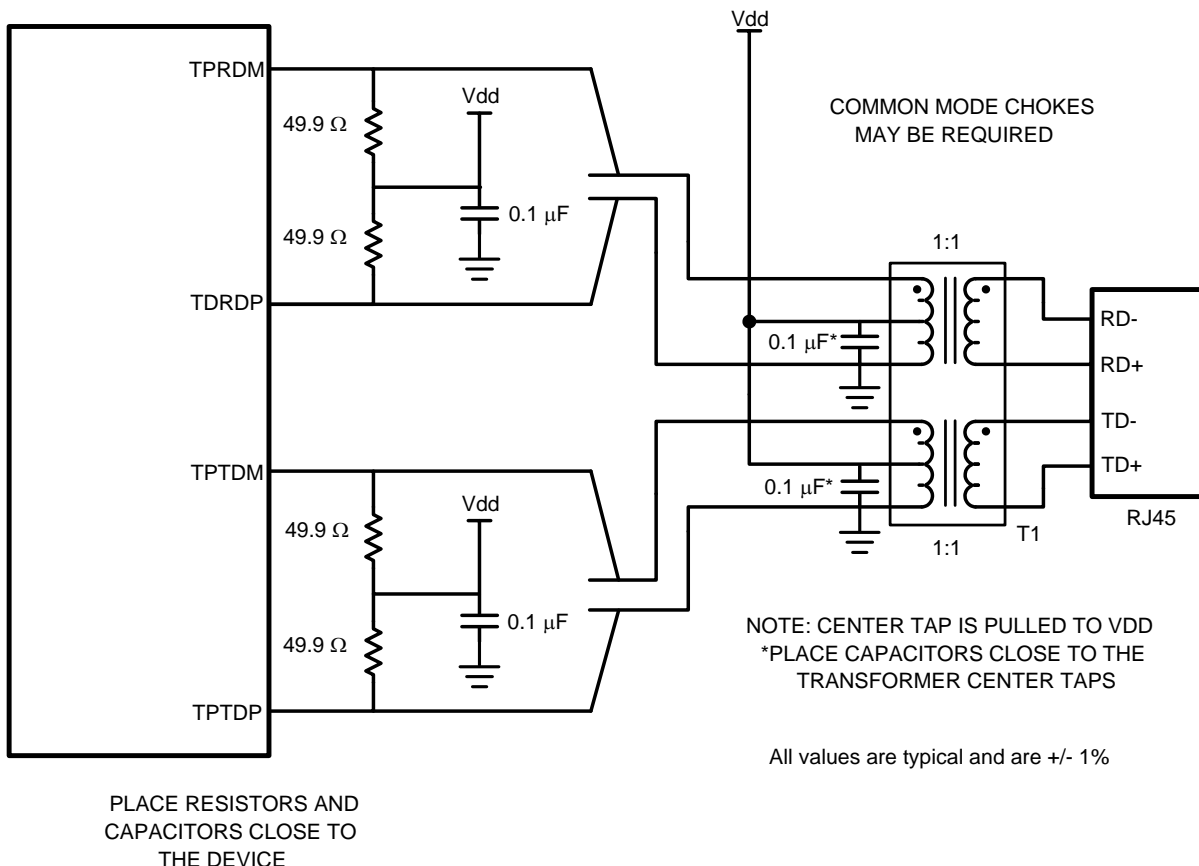 Vdd
TPRDM
Vdd
COMMON MODE CHOKES
MAY BE REQUIRED
49.9 Ω
0.1 μF
49.9 Ω
1:1
TDRDP
RD-
0.1 μF*
RD+
TD-
TPTDM
TD+
0.1 μF*
Vdd
RJ45
49.9 Ω
T1
1:1
0.1 μF
NOTE: CENTER TAP IS PULLED TO VDD
*PLACE CAPACITORS CLOSE TO THE
TRANSFORMER CENTER TAPS
49.9 Ω
TPTDP
All values are typical and are +/- 1%
PLACE RESISTORS AND
CAPACITORS CLOSE TO
THE DEVICE